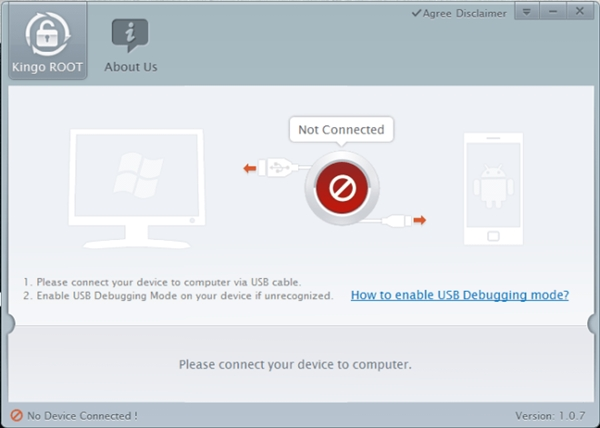 Agree Disclaimer
Kingo ROOT
About Us
Not Connected
1. Please connect your device to computer via USB cable.
2. Enable USB Debugging Mode on your device if unrecognized.
How to enable USB Debugging mode?
Please connect your device to computer.
No Device Connected !
Version: 1.0.7